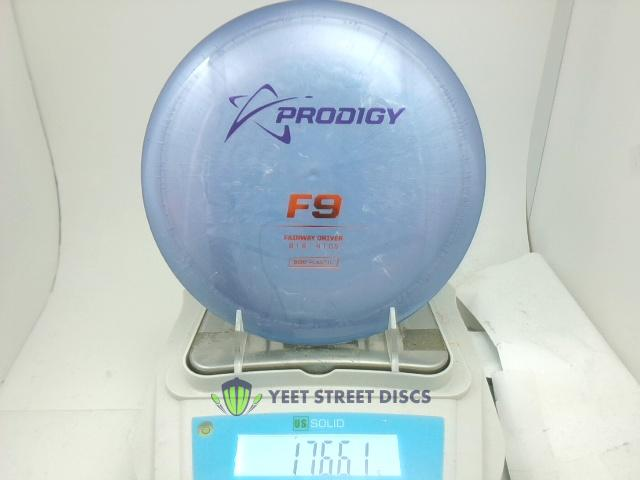 PRODIGY
F9
FAIRWAY DRIVER
YEET STREET DISCS
US SOLID
176.61